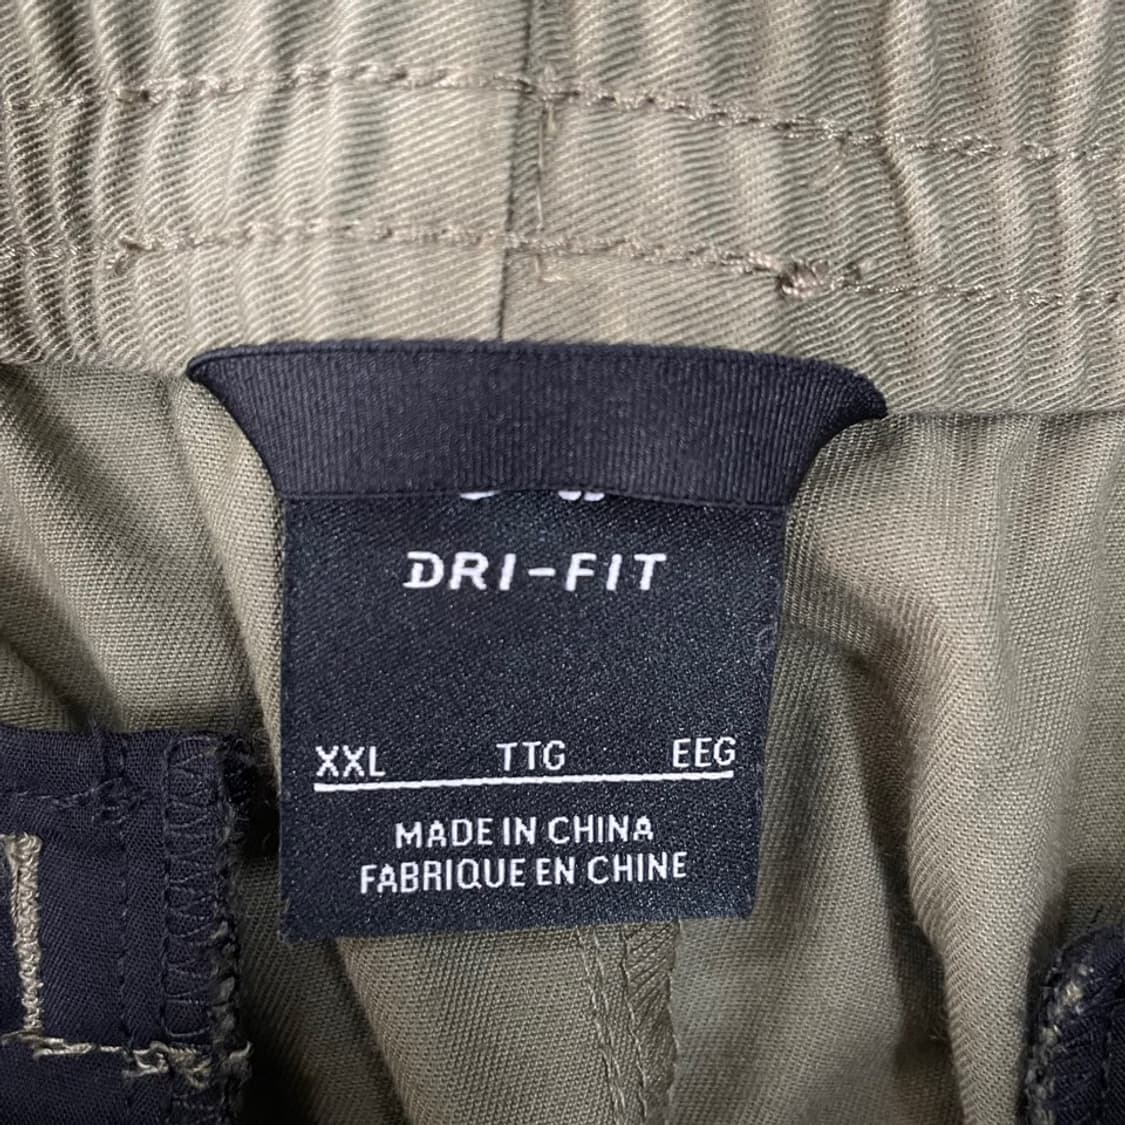 DRI-FIT
XXL TTG EEG
MADE IN CHINA
FABRIQUE EN CHINE